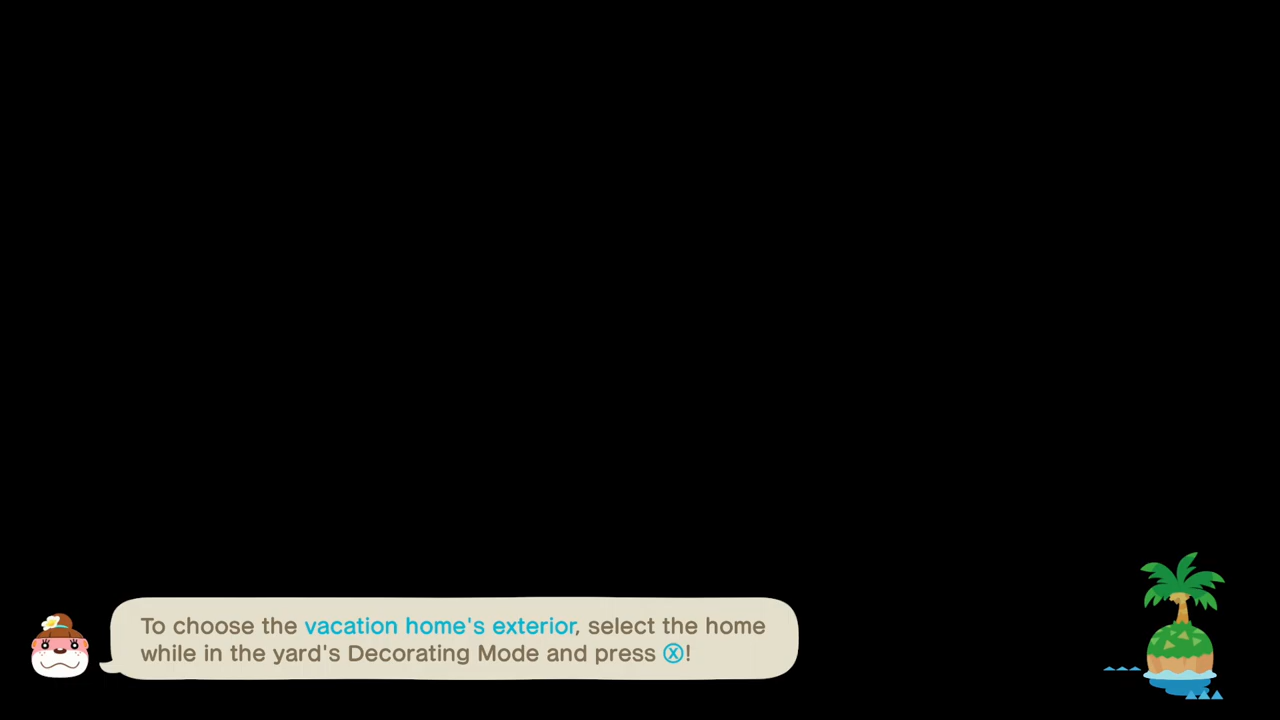 To choose the vacation home's exterior, select the home
while in the yard's Decorating Mode and press Ⓧ!